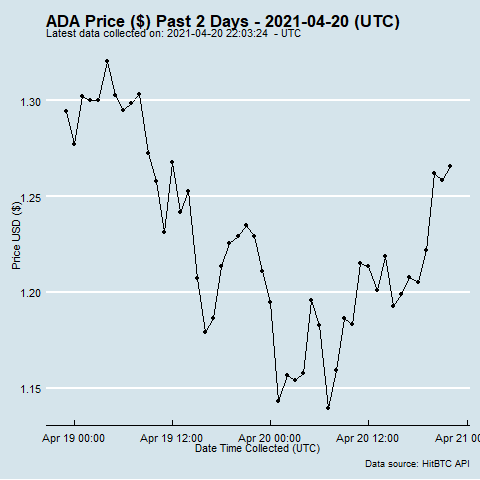 ADA Price ($) Past 2 Days - 2021-04-20 (UTC)
Latest data collected on: 2021-04-20 22:03:24 - UTC
1.30
1.25
1.20
1.15
Price USD ($)
Apr 19 00:00 Apr 19 12:00 Apr 20 00:00 Apr 20 12:00 Apr 21 0
Date Time Collected (UTC)
Data source: HitBTC API